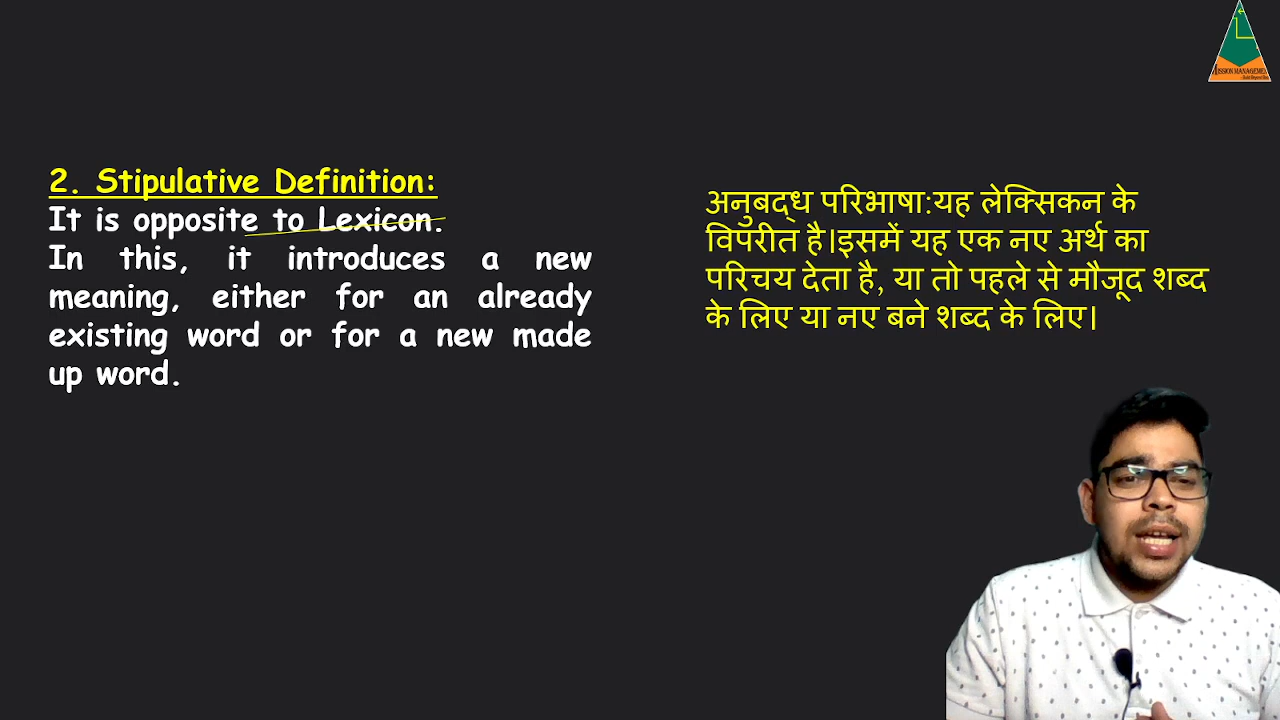 2. Stipulative Definition:
It is opposite to Lexicon.
In this, it introduces a new
meaning, either for an already
existing word or for a new made
up word.
अनुबद्ध परिभाषा:यह लेक्सिकन के
विपरीत है।इसमें यह एक नए अर्थ का
परिचय देता है, या तो पहले से मौजूद शब्द
के लिए या नए बने शब्द के लिए।